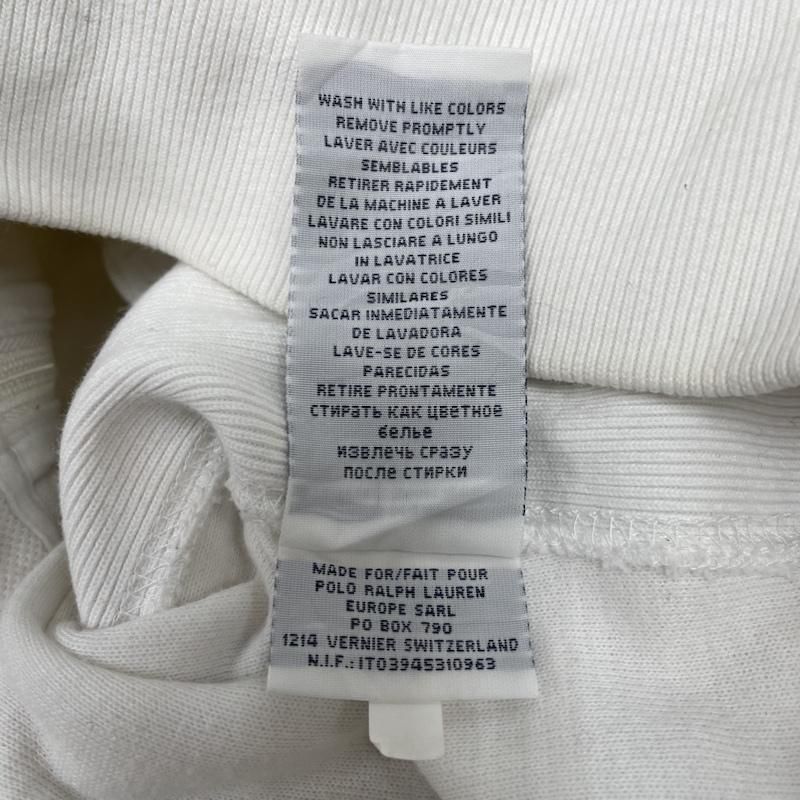 WASH WITH LIKE COLORS
REMOVE PROMPTLY
LAVER AVEC COULEURS
SEMBLABLES
RETIRER RAPIDEMENT
DE LA MACHINE A LAVER
LAVARE CON COLORI SIMILI
NON LASCIARE A LUNGO
IN LAVATRICE
LAVAR CON COLORES
SIMILARES
SACAR INMEDIATAMENTE
DE LAVADORA
LAVE-SE DE CORES
PARECIDAS
RETIRE PRONTAMENTE
стирать как цветное
белье
извлечь сразу
после стирки
MADE FOR/FAIT POUR
POLO RALPH LAUREN
EUROPE SARL
PO BOX 790
1214 VERNIER SWITZERLAND
N.I.F.: IT03945310963